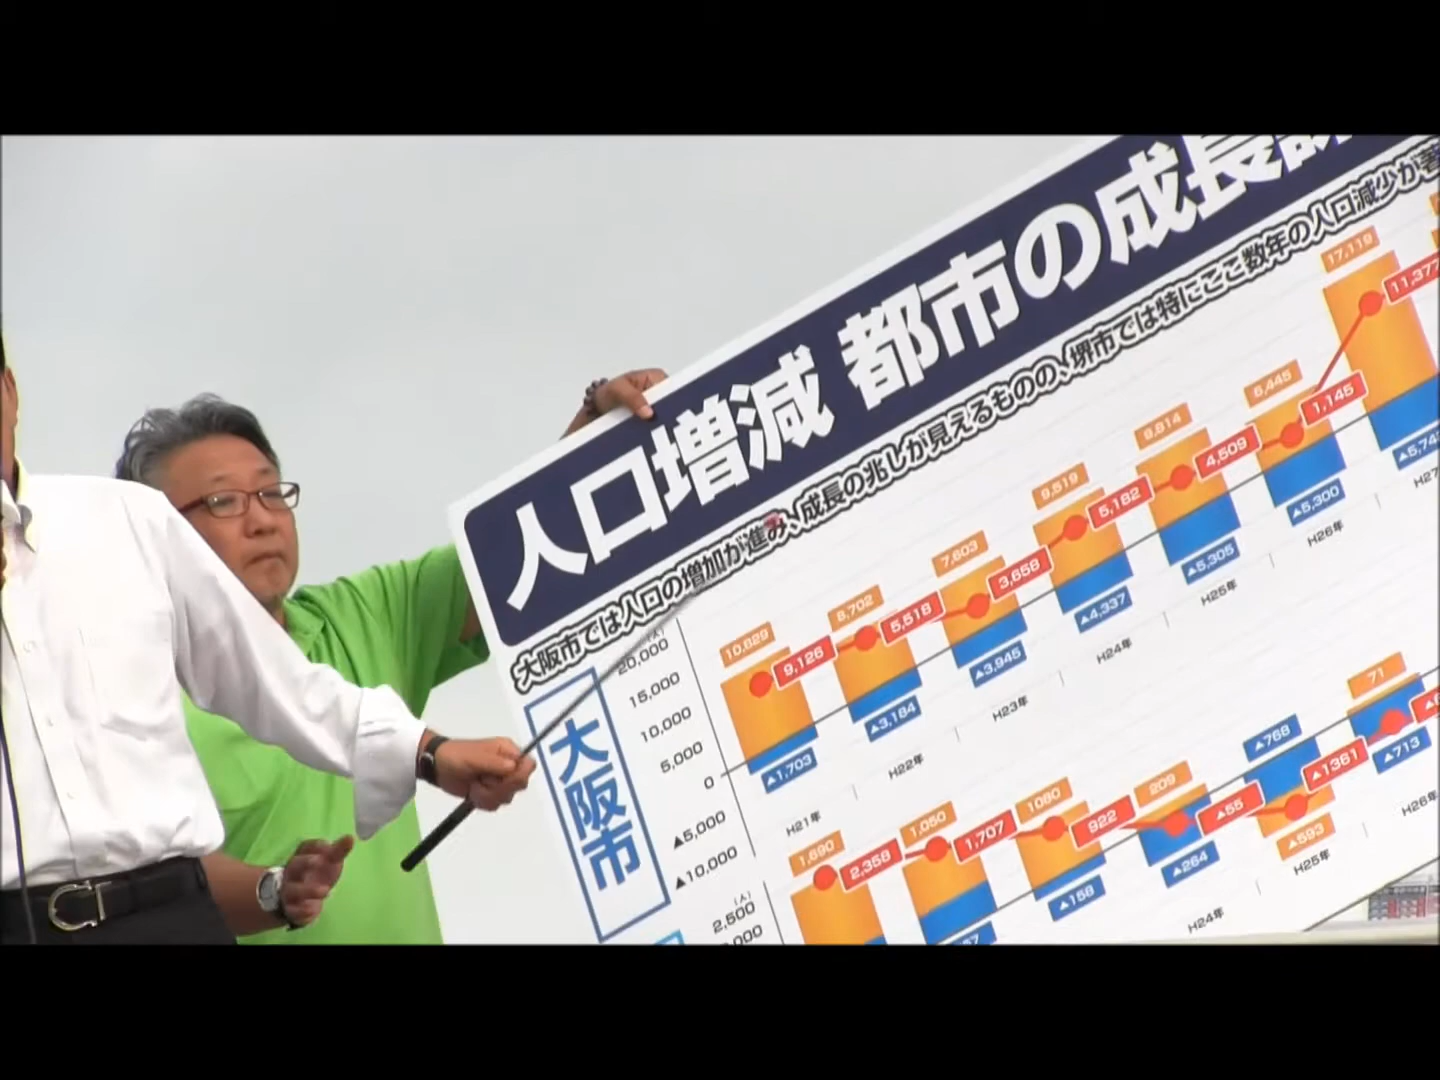 人口増減 都市の成長
大阪市では人口の増加が進み、成長の兆しが見えるものの、堺市では特にここ数年の人口減少が著
大阪市
(人)
20,000
15,000
10,000
5,000
0
▲5,000
▲10,000
10,829 9,126 ▲1,703 H21年
8,702 5,518 ▲3,184 H22年
7,603 3,658 ▲3,945 H23年
9,519 5,182 ▲4,337 H24年
9,814 4,509 ▲5,305 H25年
6,445 1,145 ▲5,300 H26年
17,119 11,377 ▲5,74 H27
(人)
2,500
1,690 2,358
1,050 1,707
1080 922 ▲158
209 ▲55 ▲264 H24年
▲768 ▲1361 ▲593 H25年
71 ▲713 H26年